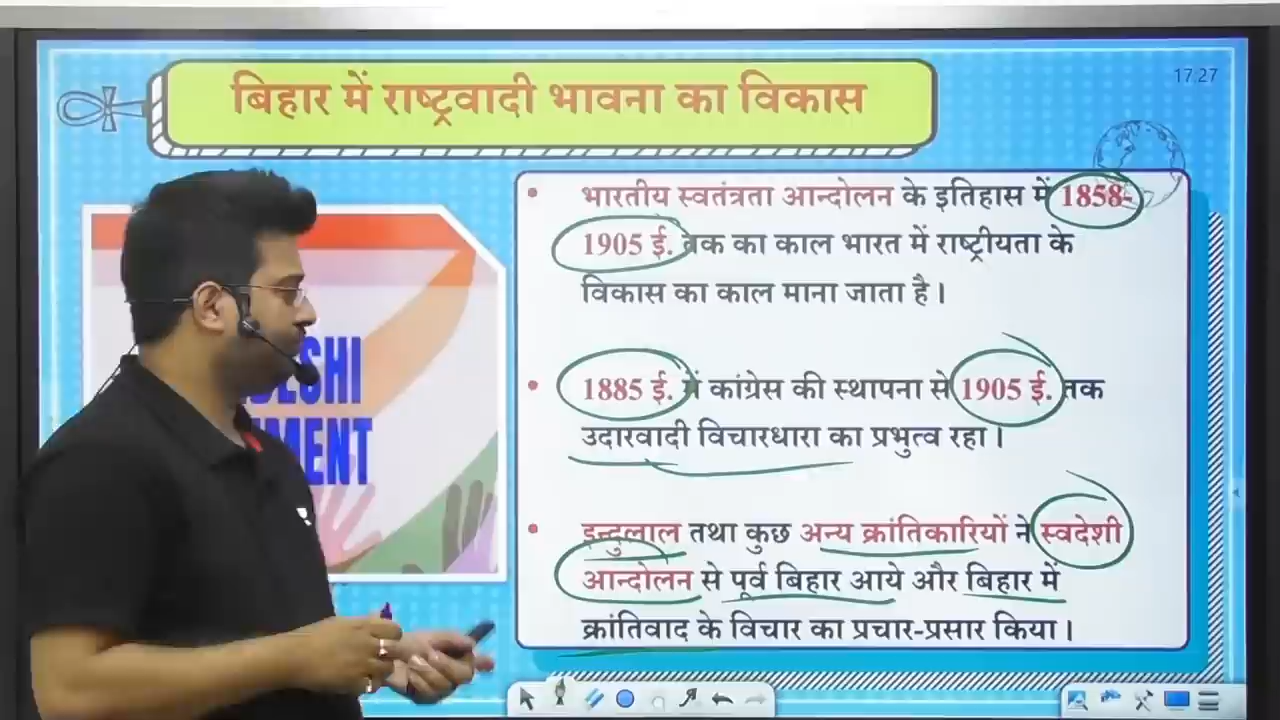 बिहार में राष्ट्रवादी भावना का विकास
17:27
भारतीय स्वतंत्रता आन्दोलन के इतिहास में 1858-
1905 ई. तक का काल भारत में राष्ट्रीयता के
विकास का काल माना जाता है।
1885 ई. में कांग्रेस की स्थापना से 1905 ई. तक
उदारवादी विचारधारा का प्रभुत्व रहा।
इन्दुलाल तथा कुछ अन्य क्रांतिकारियों ने स्वदेशी
आन्दोलन से पूर्व बिहार आये और बिहार में
क्रांतिवाद के विचार का प्रचार-प्रसार किया।